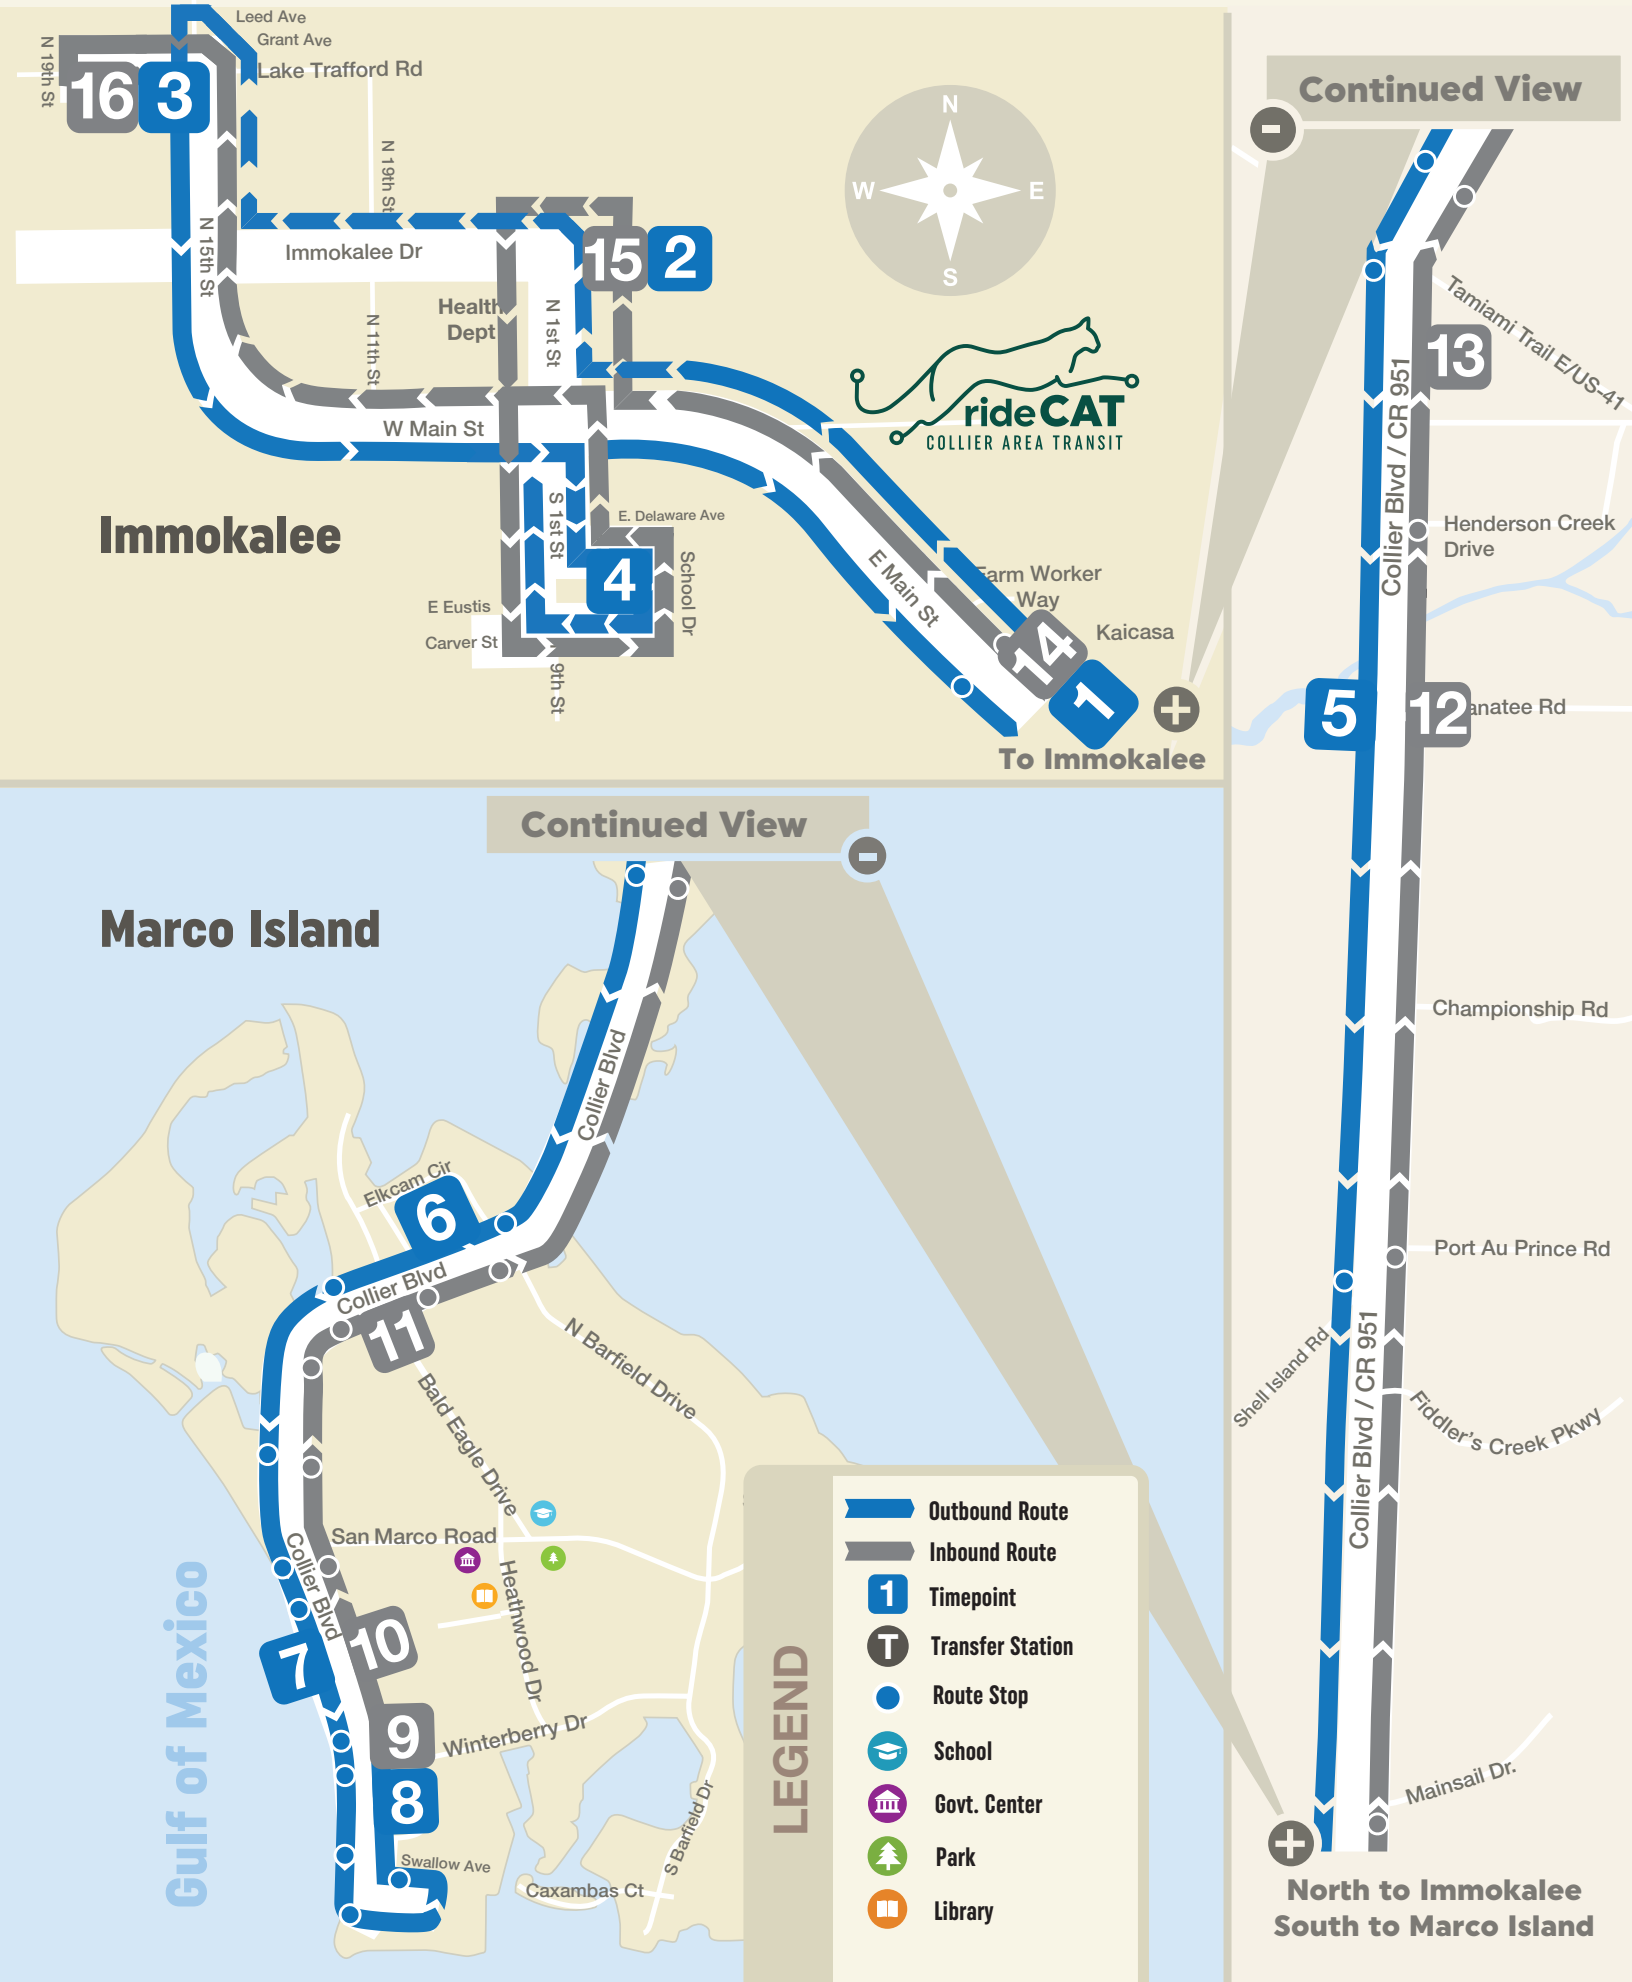 Leed Ave
Grant Ave
Lake Trafford Rd
N 19th St
16
3
N 19th St
N 15th St
Immokalee Dr
15
2
Health
Dept
N 1st St
N 11th St
W Main St
N
W
E
S
rideCAT
COLLIER AREA TRANSIT
Immokalee
S 1st St
E. Delaware Ave
4
School Dr
E Eustis
Carver St
9th St
E Main St
Farm Worker
Way
Kaicasa
14
1
+
To Immokalee
Continued View
-
Tamiami Trail E/US-41
13
Collier Blvd / CR 951
Henderson Creek
Drive
5
12
anatee Rd
Championship Rd
Port Au Prince Rd
Shell Island Rd
Collier Blvd / CR 951
Fiddler's Creek Pkwy
Mainsail Dr.
+
North to Immokalee
South to Marco Island
Continued View
-
Marco Island
Collier Blvd
Elkcam Cir
6
Collier Blvd
11
N Barfield Drive
Bald Eagle Drive
San Marco Road
Collier Blvd
Heathwood Dr
10
7
9
Winterberry Dr
8
Swallow Ave
Caxambas Ct
S Barfield Dr
Gulf of Mexico
LEGEND
Outbound Route
Inbound Route
1 Timepoint
T Transfer Station
Route Stop
School
Govt. Center
Park
Library